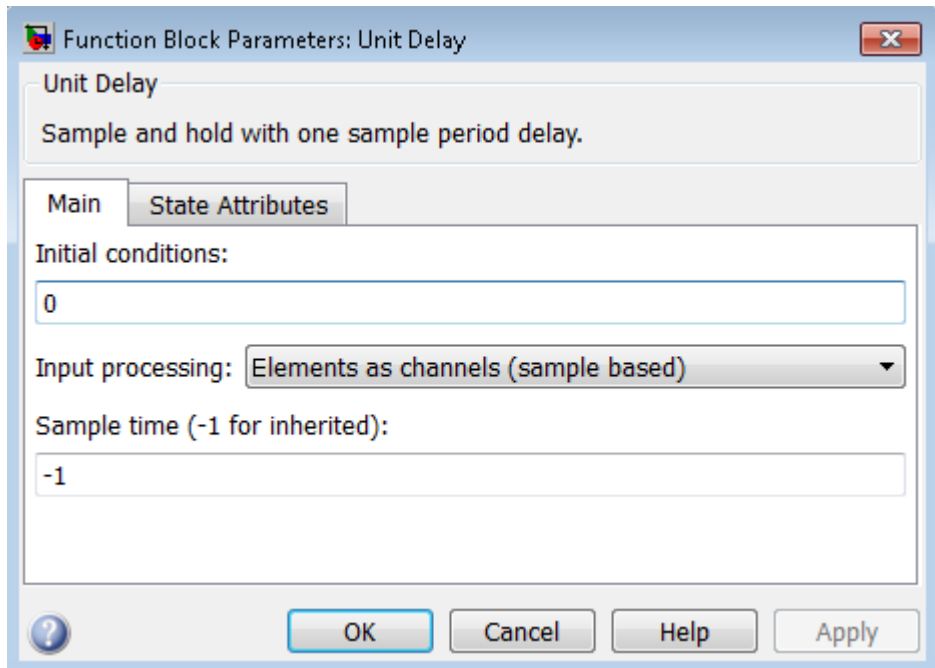 Function Block Parameters: Unit Delay
Unit Delay
Sample and hold with one sample period delay.
Main State Attributes
Initial conditions:
0
Input processing: Elements as channels (sample based)
Sample time (-1 for inherited):
-1
? OK Cancel Help Apply